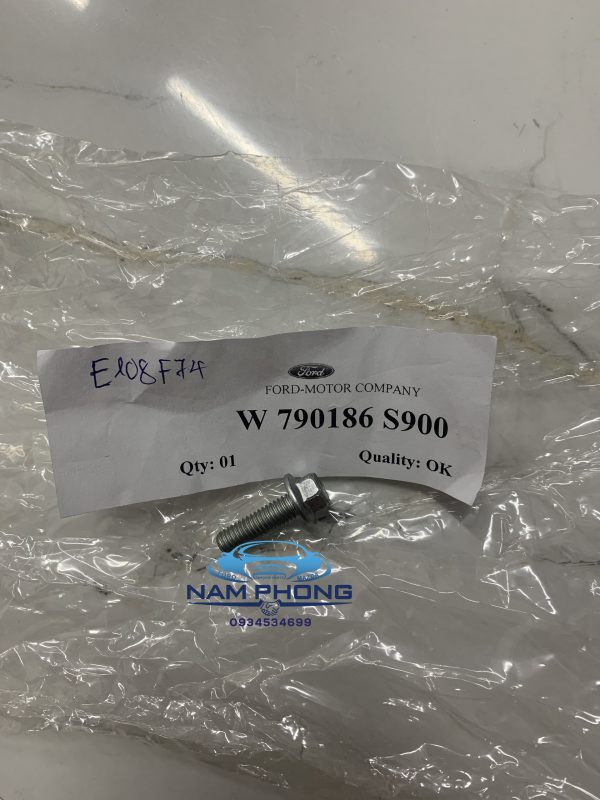 E108F74
Ford
FORD-MOTOR COMPANY
W 790186 S900
Qty: 01
Quality: OK
NAM PHONG
0934534699